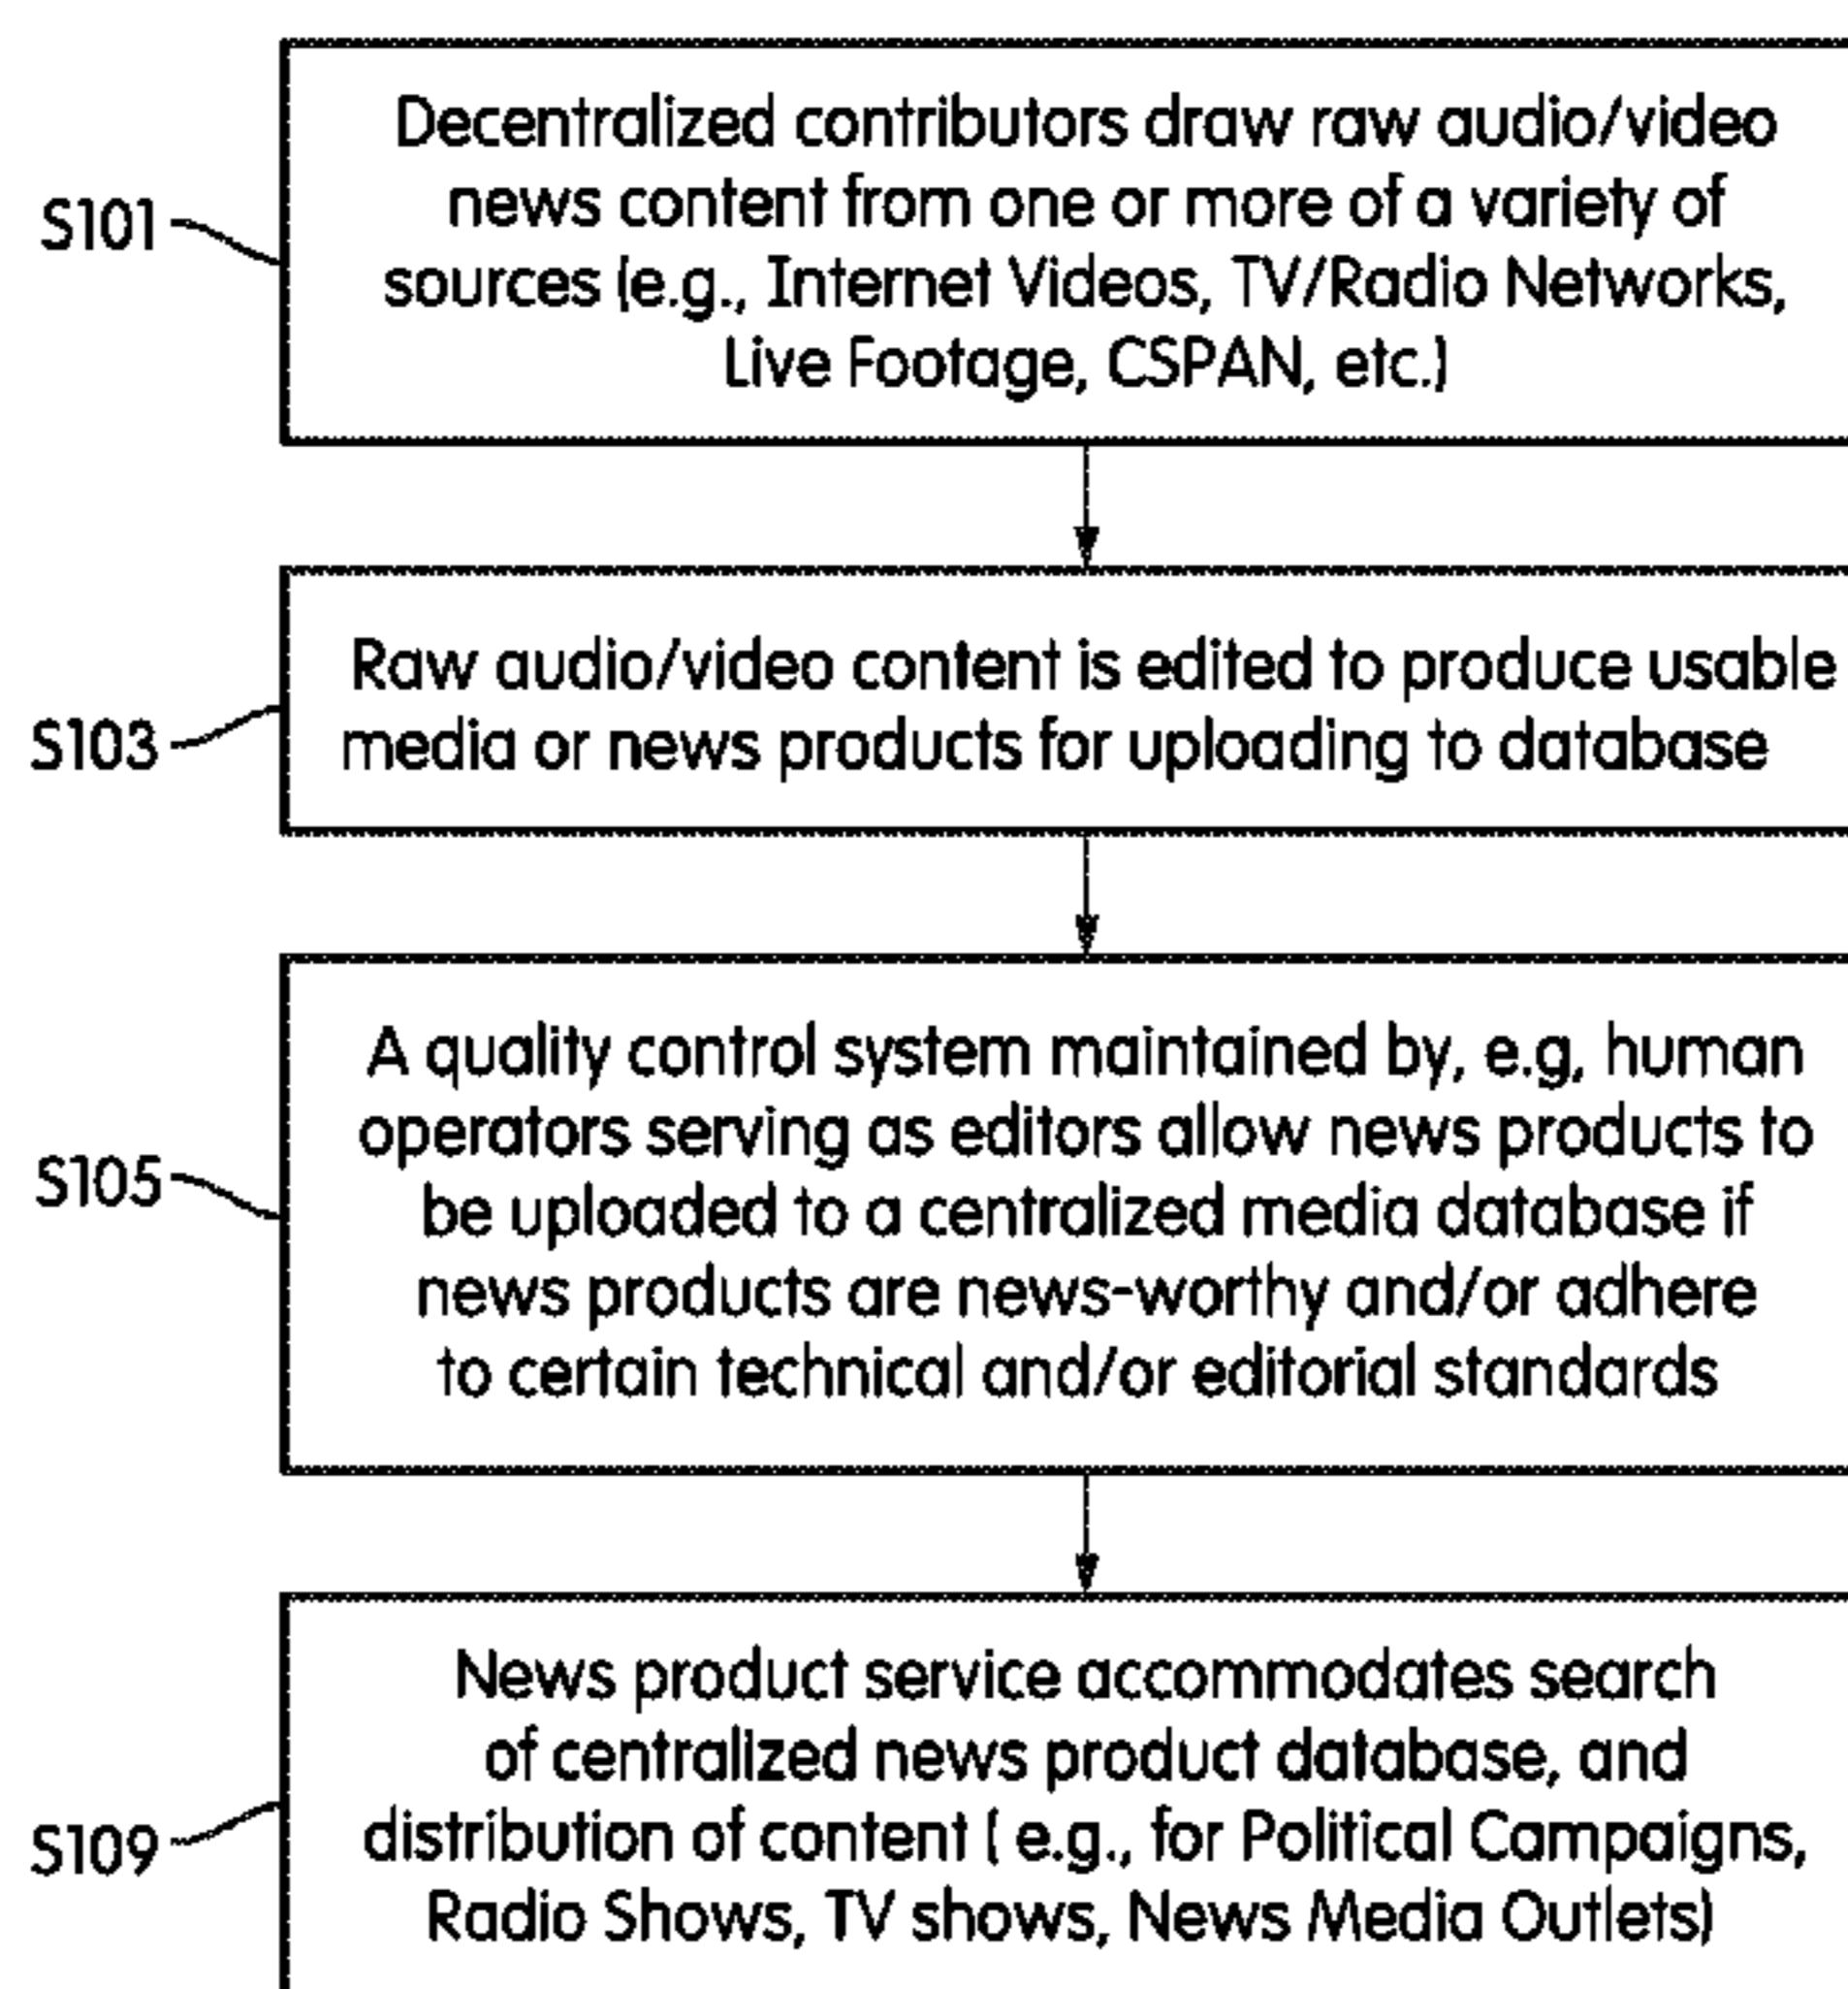 Decentralized contributors draw raw audio/video
news content from one or more of a variety of
S101
sources (e.g., Internet Videos, TV/Radio Networks,
Live Footage, CSPAN, etc.)
Raw audio/video content is edited to produce usable
S103
media or news products for uploading to database
A quality control system maintained by, e.g, human
operators serving as editors allow news products to
S105
be uploaded to a centralized media database if
news products are news-worthy and/or adhere
to certain technical and/or editorial standards
News product service accommodates search
of centralized news product database, and
S109
distribution of content ( e.g., for Political Campaigns,
Radio Shows, TV shows, News Media Outlets)